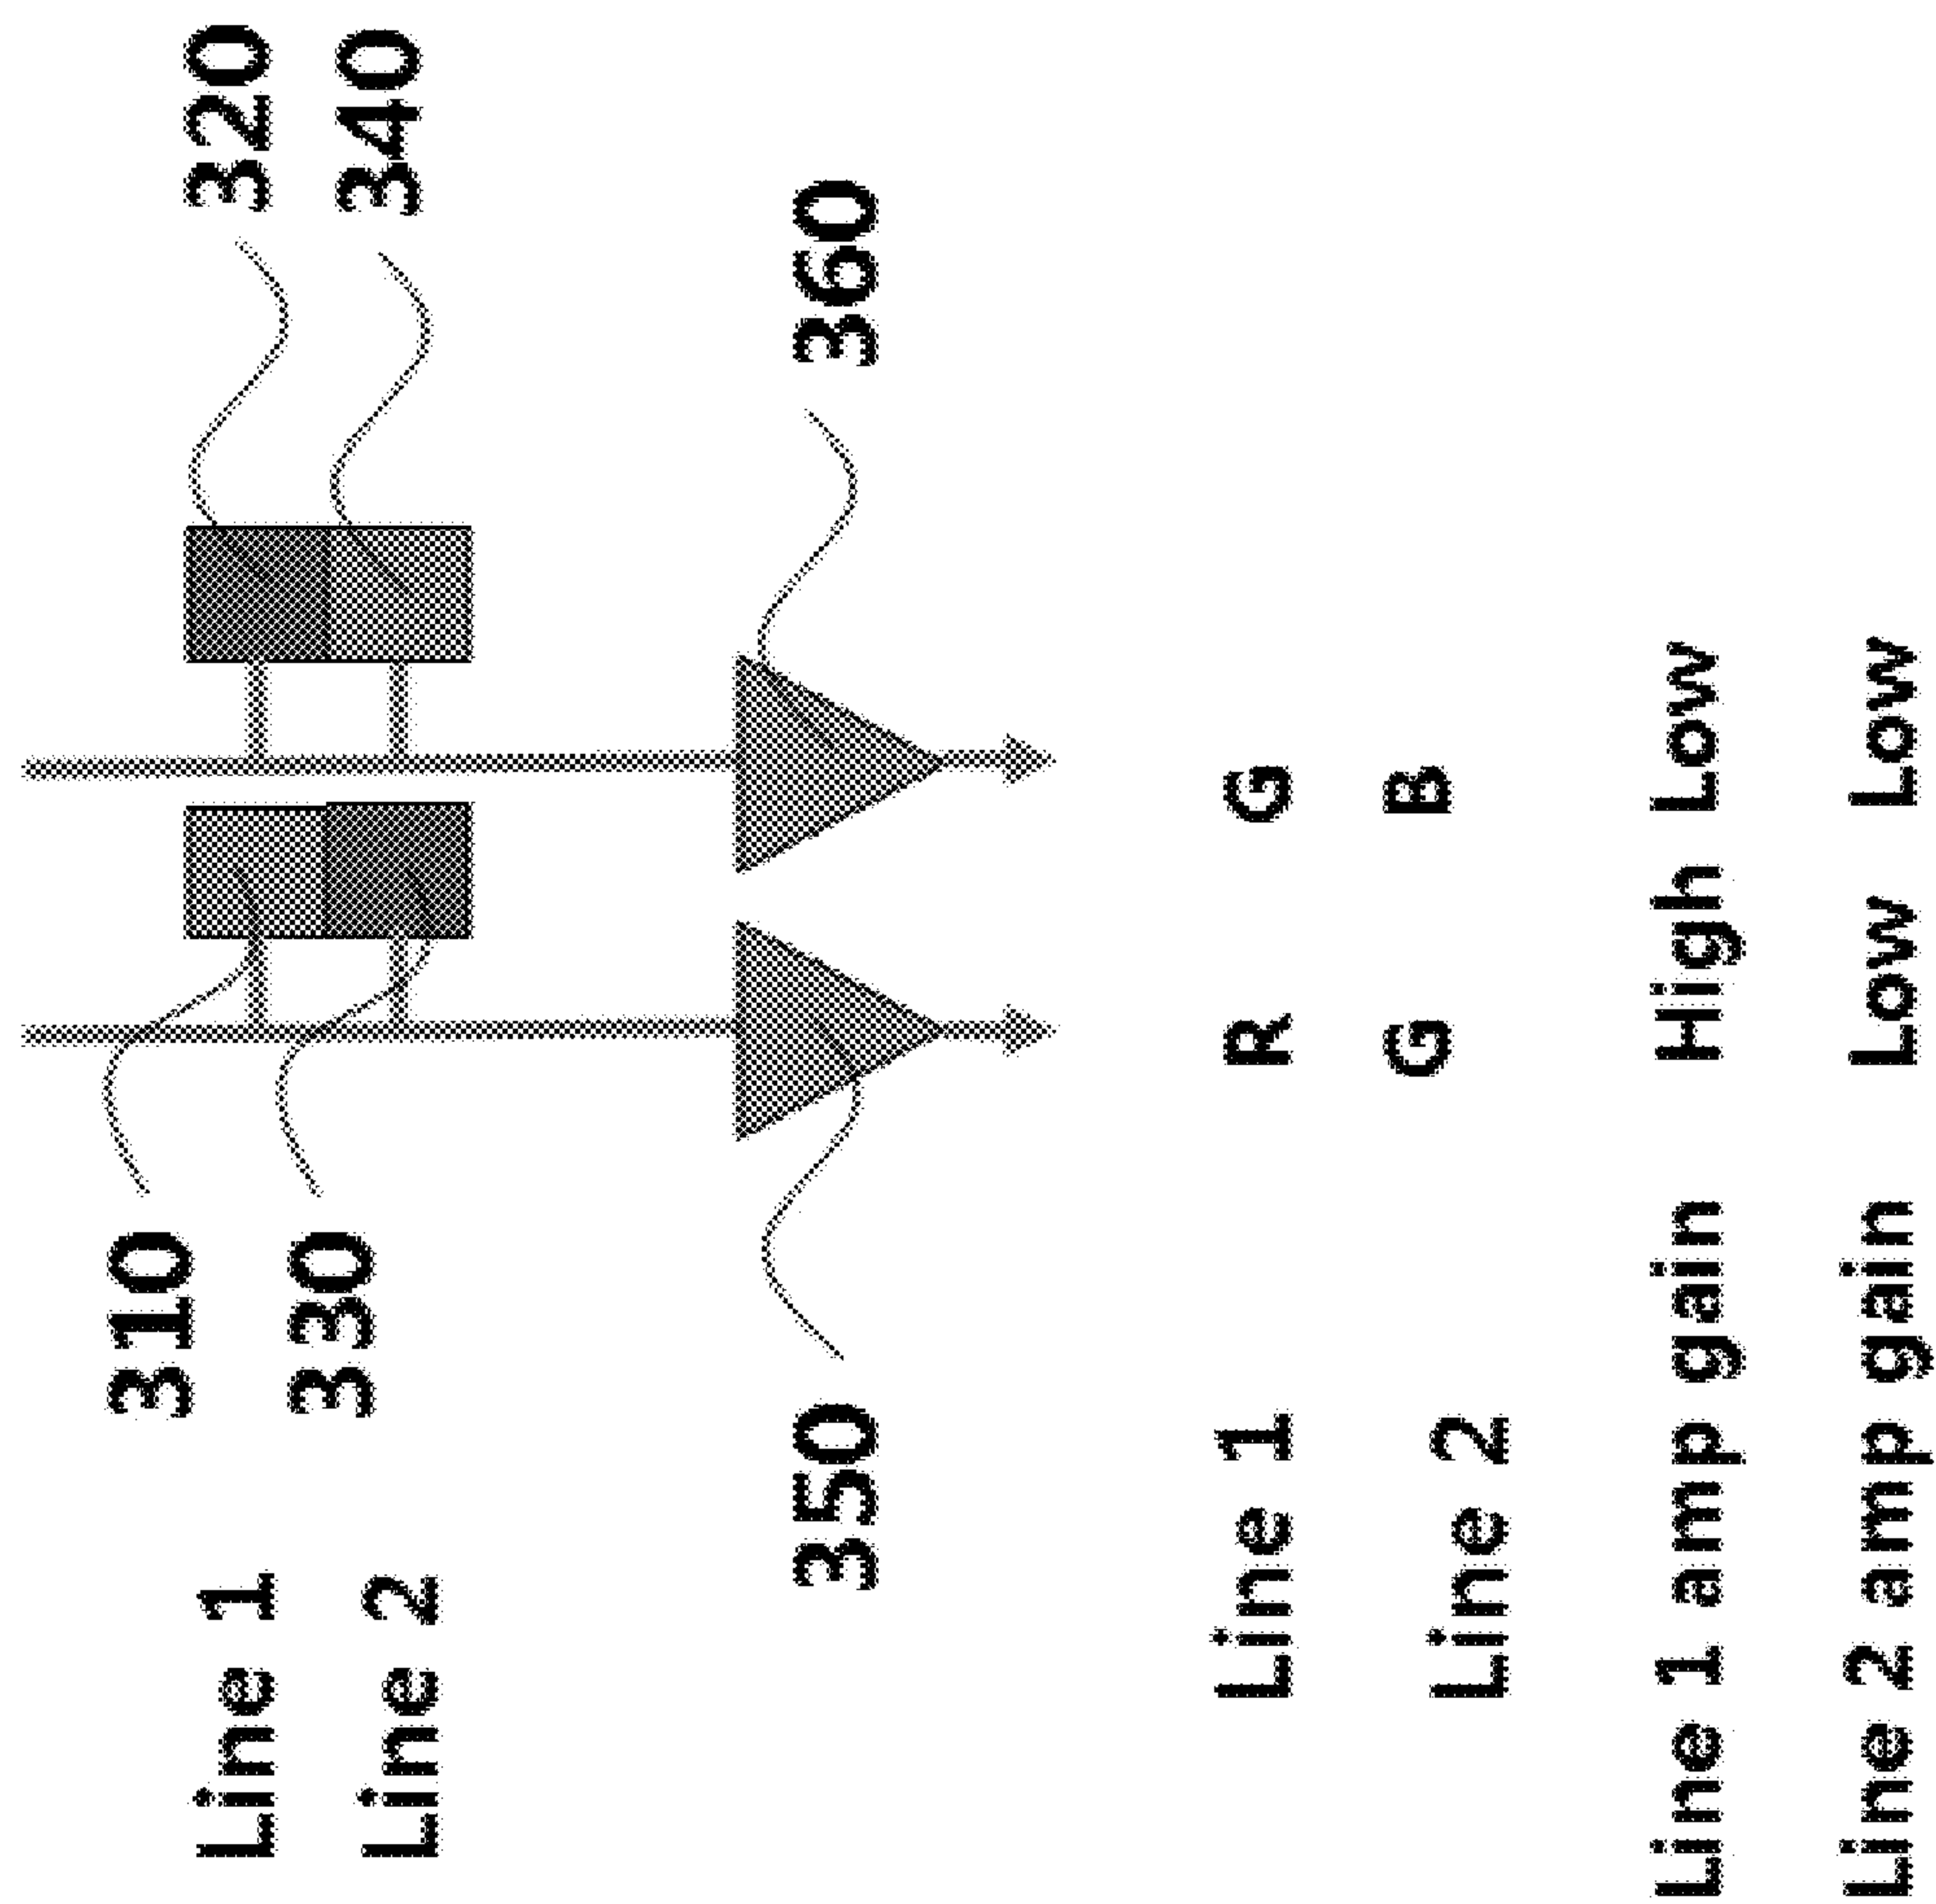 Line 1 310 320
Line 2 330 340
350 360
Line 1 R G
Line 2 G B
Line 1 amp gain High Low
Line 2 amp gain Low Low